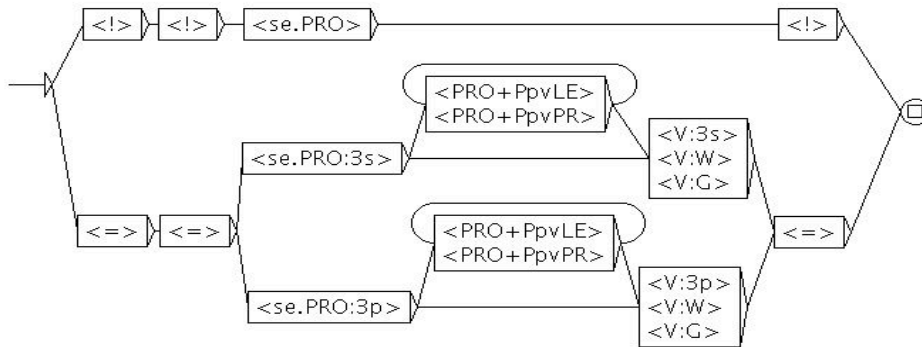 <!> <!> <se.PRO> <!>
<PRO+PpvLE>
<PRO+PpvPR>
<se.PRO:3s>
<V:3s>
<V:W>
<V:G>
<=> <=> <=>
<PRO+PpvLE>
<PRO+PpvPR>
<se.PRO:3p>
<V:3p>
<V:W>
<V:G>